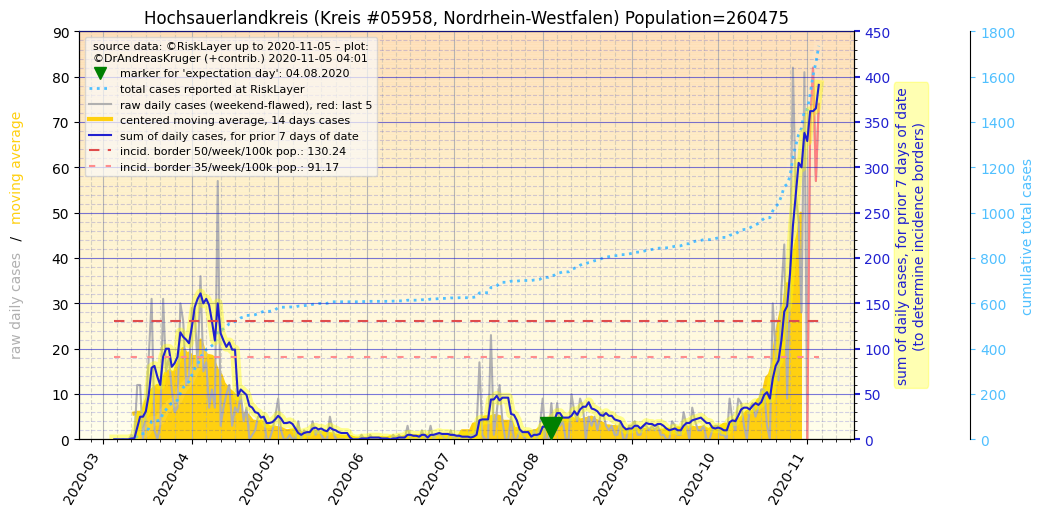 Hochsauerlandkreis (Kreis #05958, Nordrhein-Westfalen) Population=260475
source data: ©RiskLayer up to 2020-11-05 – plot:
©DrAndreasKruger (+contrib.) 2020-11-05 04:01
marker for 'expectation day': 04.08.2020
total cases reported at RiskLayer
raw daily cases (weekend-flawed), red: last 5
centered moving average, 14 days cases
sum of daily cases, for prior 7 days of date
incid. border 50/week/100k pop.: 130.24
incid. border 35/week/100k pop.: 91.17
raw daily cases / moving average
90
80
70
60
50
40
30
20
10
0
2020-03
2020-04
2020-05
2020-06
2020-07
2020-08
2020-09
2020-10
2020-11
450
400
350
300
250
200
150
100
50
0
sum of daily cases, for prior 7 days of date
(to determine incidence borders)
1800
1600
1400
1200
1000
800
600
400
200
0
cumulative total cases